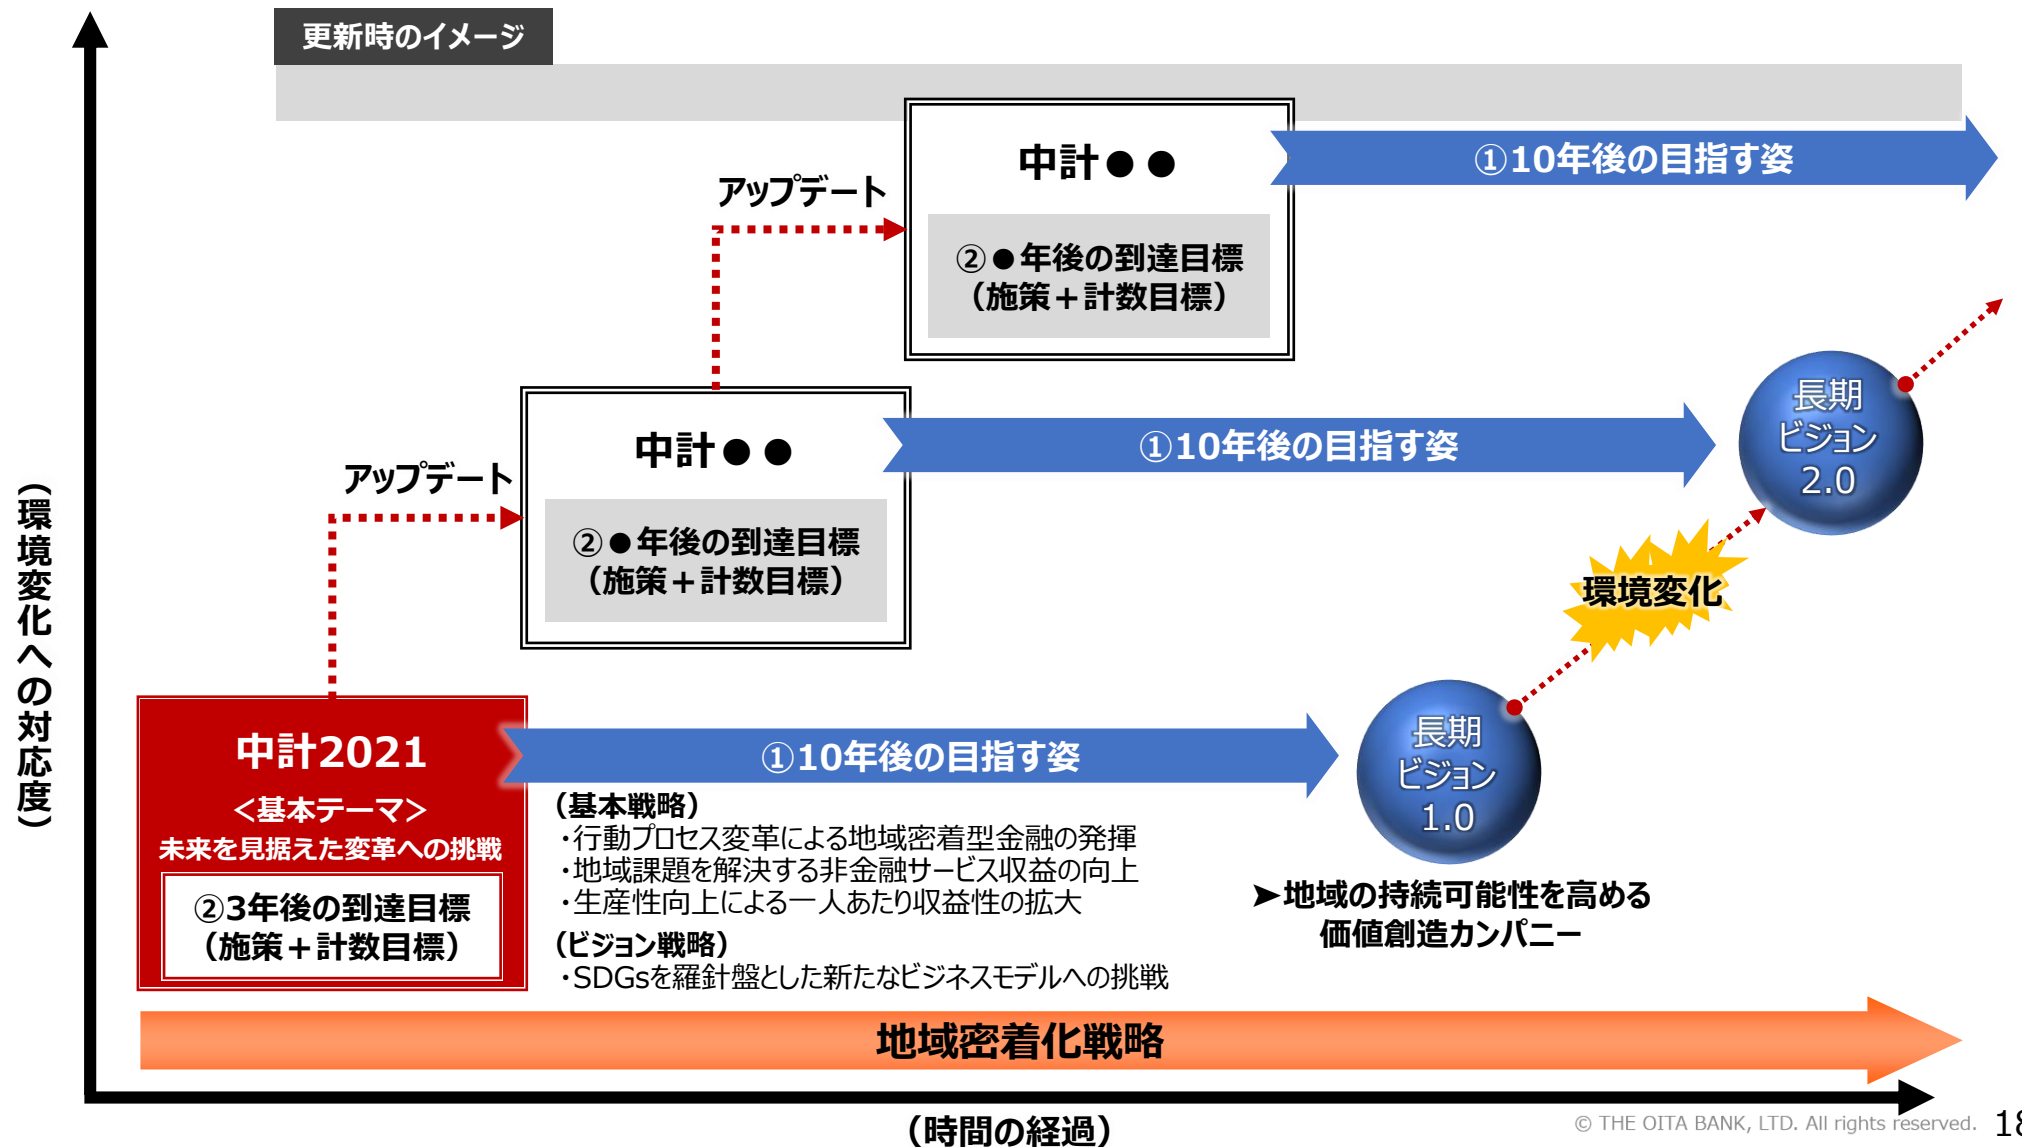 更新時のイメージ
中計●●
①10年後の目指す姿
アップデート
②●年後の到達目標
（施策＋計数目標）
中計●●
①10年後の目指す姿
長期
ビジョン
2.0
アップデート
②●年後の到達目標
（施策＋計数目標）
環境変化
（環境変化への対応度）
中計2021
＜基本テーマ＞
未来を見据えた変革への挑戦
②3年後の到達目標
（施策＋計数目標）
①10年後の目指す姿
長期
ビジョン
1.0
（基本戦略）
・行動プロセス変革による地域密着型金融の発揮
・地域課題を解決する非金融サービス収益の向上
・生産性向上による一人あたり収益性の拡大
（ビジョン戦略）
・SDGsを羅針盤とした新たなビジネスモデルへの挑戦
➤地域の持続可能性を高める
価値創造カンパニー
地域密着化戦略
（時間の経過）
© THE OITA BANK, LTD. All rights reserved.
18